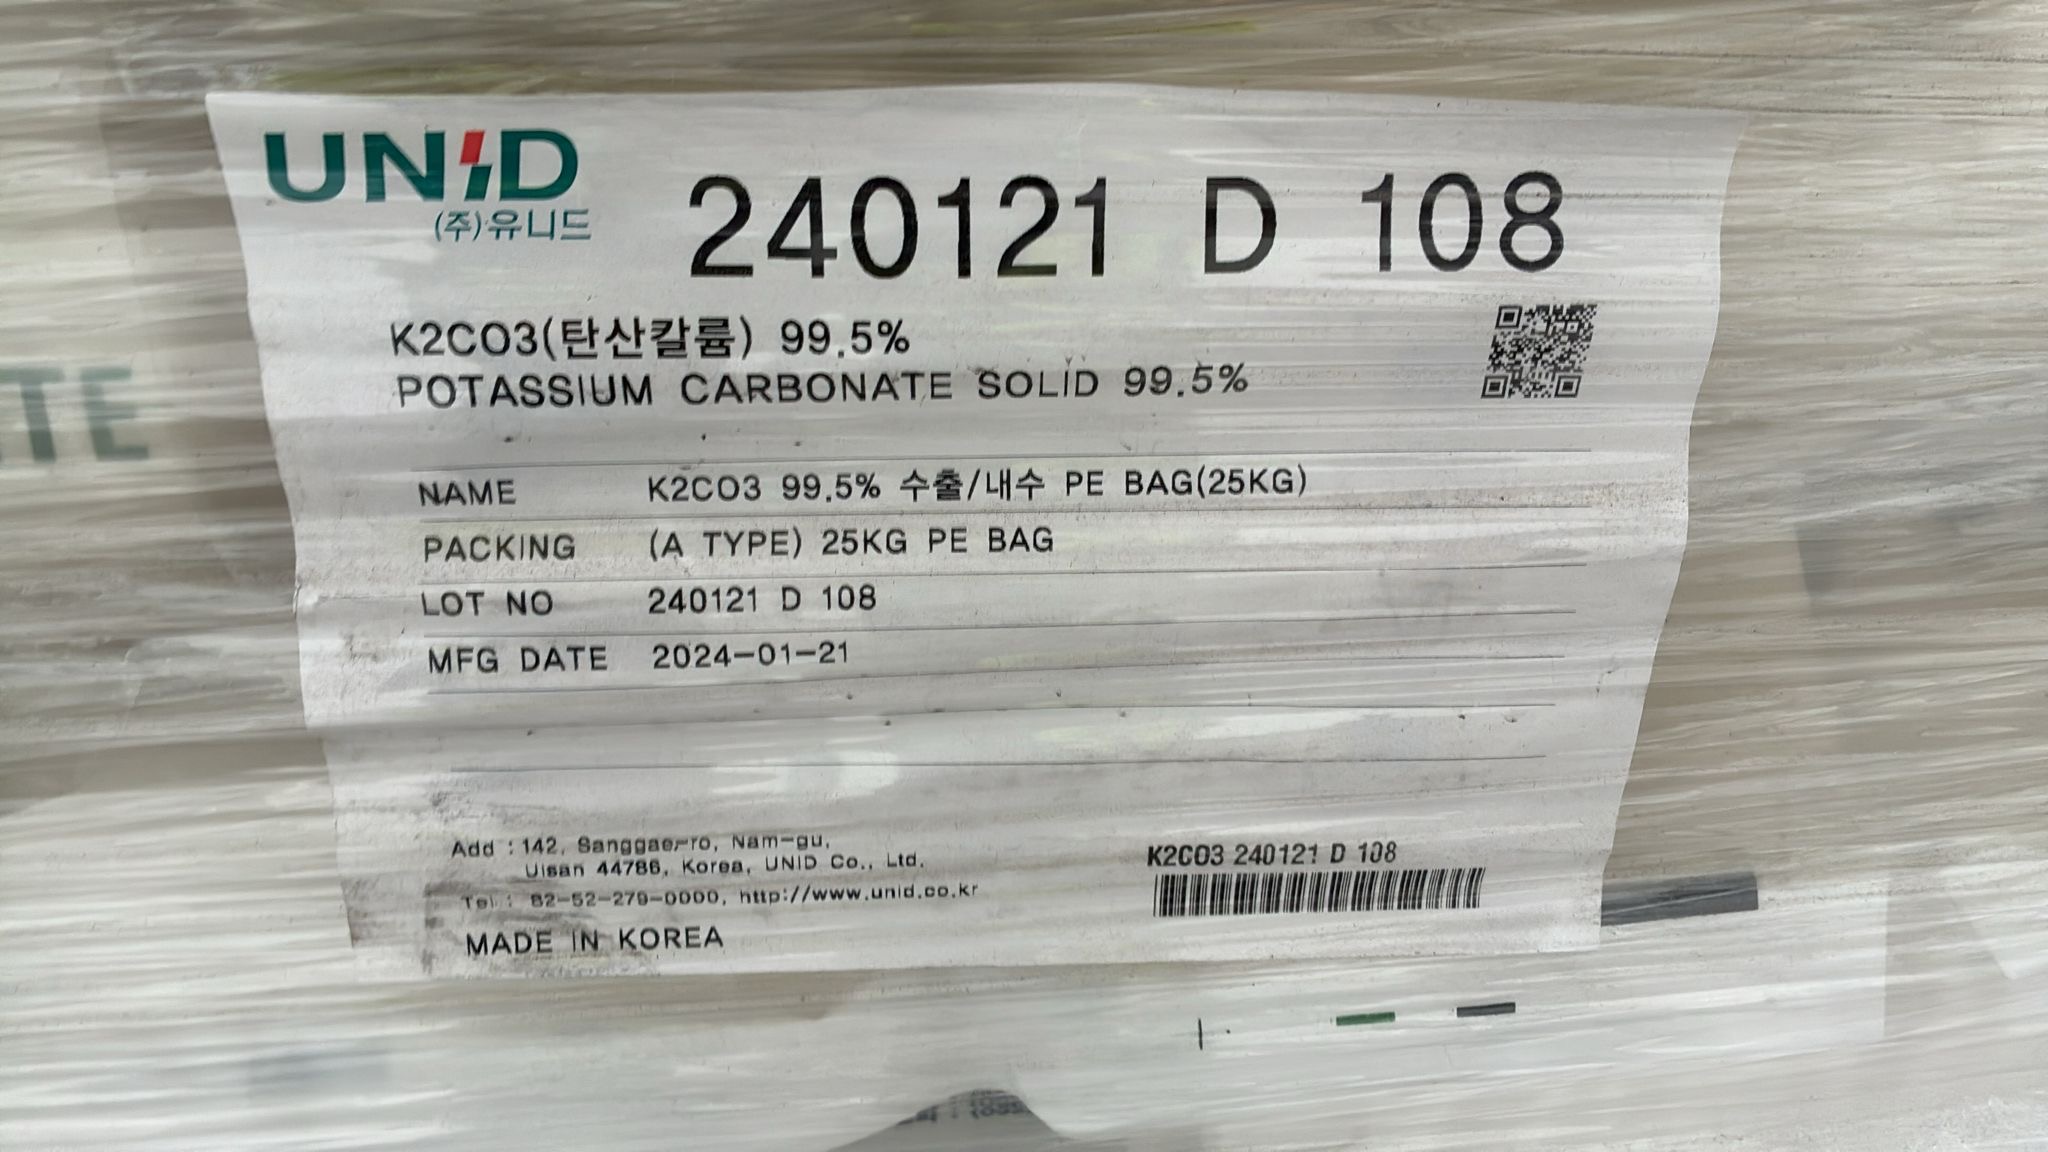 UNID
(주)유니드
240121 D 108
K2CO3(탄산칼륨) 99.5%
POTASSIUM CARBONATE SOLID 99.5%
NAME K2CO3 99.5% 수출/내수 PE BAG(25KG)
PACKING (A TYPE) 25KG PE BAG
LOT NO 240121 D 108
MFG DATE 2024-01-21
Add : 142, Sanggae-ro, Nam-gu,
Ulsan 44786, Korea, UNID Co., Ltd.
Tel : 82-52-279-0000, http://www.unid.co.kr
MADE IN KOREA
K2CO3 240121 D 108
TE